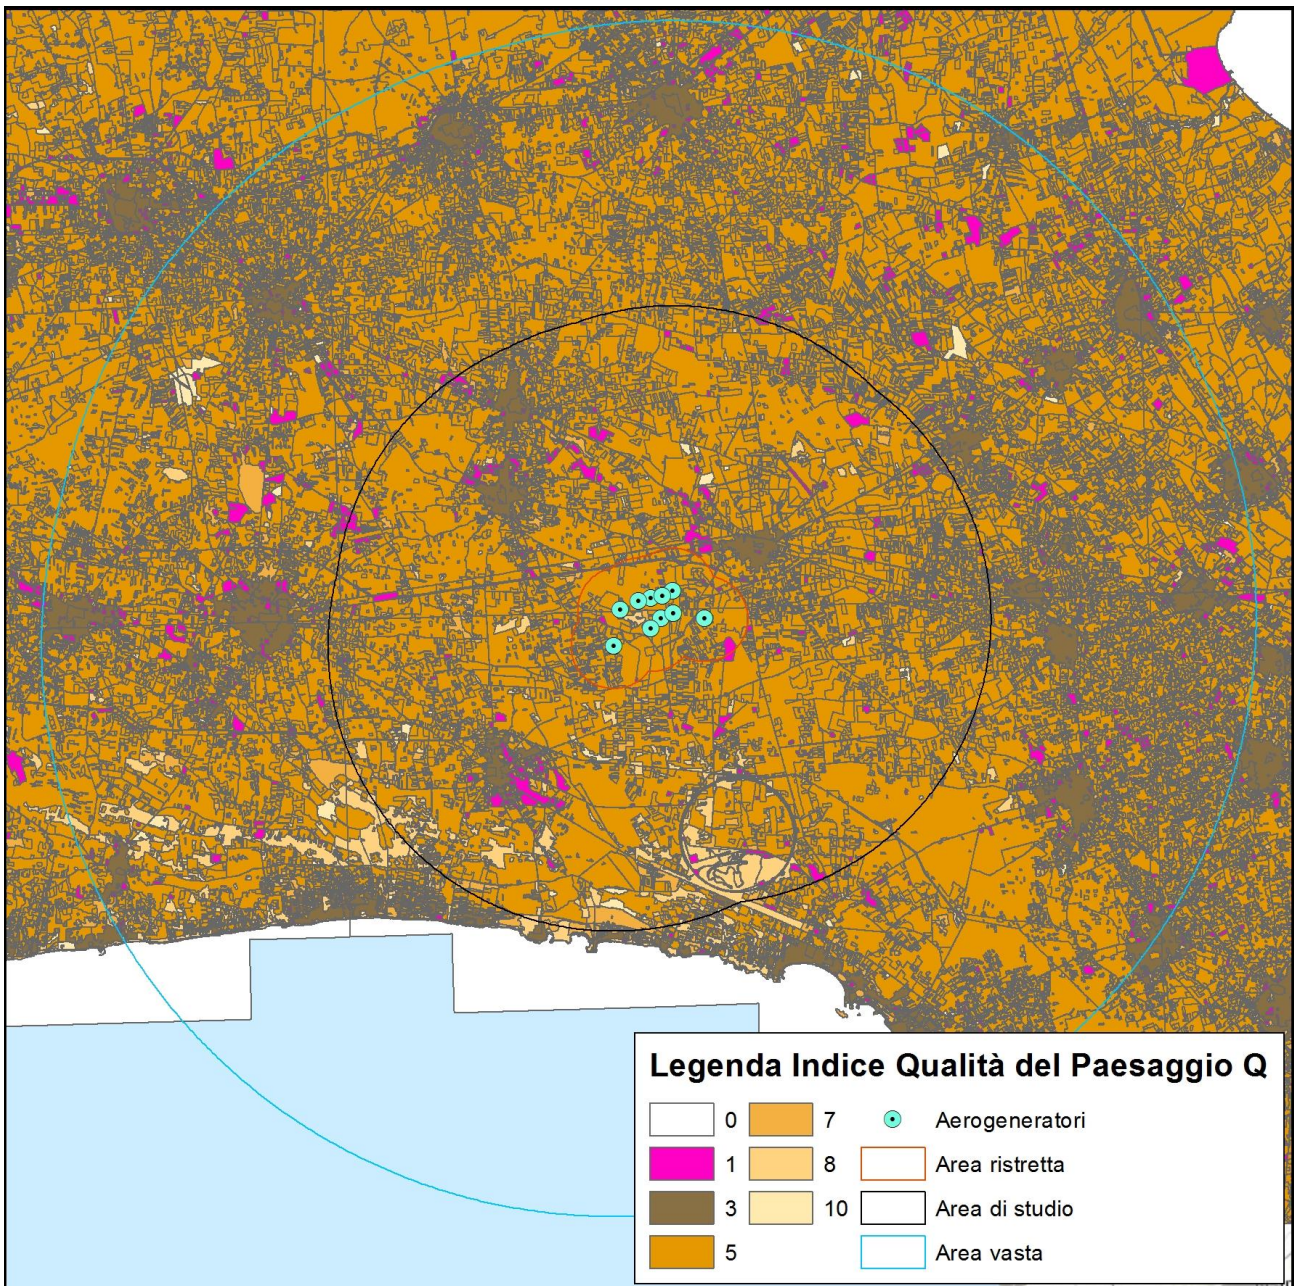 Legenda Indice Qualità del Paesaggio Q
0 7 Aerogeneratori
1 8 Area ristretta
3 10 Area di studio
5 Area vasta